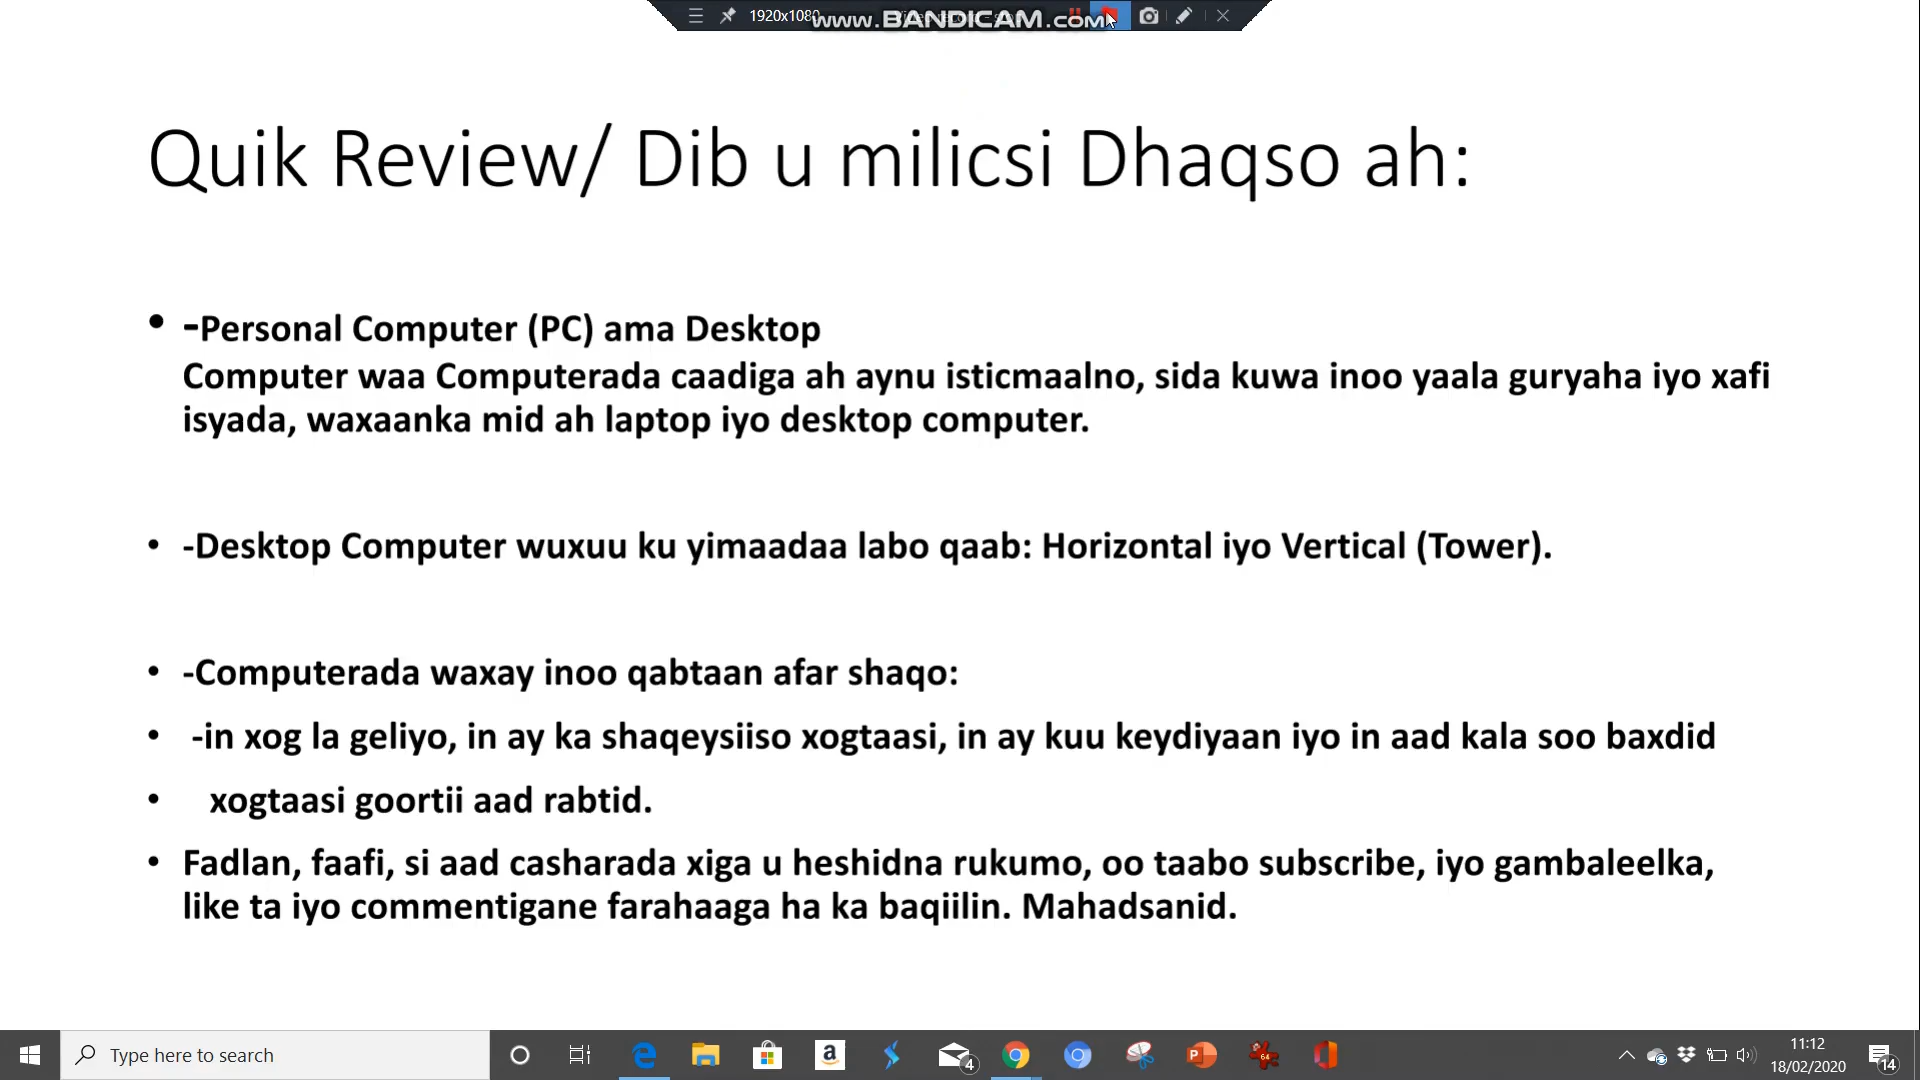 1920x1080
www.BANDICAM.com
Quik Review/ Dib u milicsi Dhaqso ah:
• -Personal Computer (PC) ama Desktop
Computer waa Computerada caadiga ah aynu isticmaalno, sida kuwa inoo yaala guryaha iyo xafi
isyada, waxaanka mid ah laptop iyo desktop computer.
• -Desktop Computer wuxuu ku yimaadaa labo qaab: Horizontal iyo Vertical (Tower).
• -Computerada waxay inoo qabtaan afar shaqo:
• -in xog la geliyo, in ay ka shaqeysiiso xogtaasi, in ay kuu keydiyaan iyo in aad kala soo baxdid
• xogtaasi goortii aad rabtid.
• Fadlan, faafi, si aad casharada xiga u heshidna rukumo, oo taabo subscribe, iyo gambaleelka,
like ta iyo commentigane farahaaga ha ka baqiilin. Mahadsanid.
Type here to search
a
4
P
64
11:12
18/02/2020
14